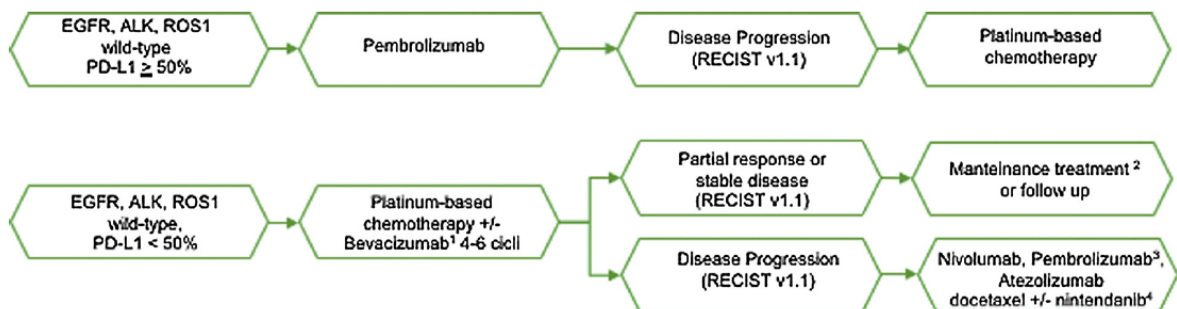 EGFR, ALK, ROS1
wild-type
PD-L1 ≥ 50%
Pembrolizumab
Disease Progression
(RECIST v1.1)
Platinum-based
chemotherapy
EGFR, ALK, ROS1
wild-type,
PD-L1 < 50%
Platinum-based
chemotherapy +/-
Bevacizumab¹ 4-6 cicli
Partial response or
stable disease
(RECIST v1.1)
Manteinance treatment ²
or follow up
Disease Progression
(RECIST v1.1)
Nivolumab, Pembrolizumab³,
Atezolizumab
docetaxel +/- nintendanib⁴